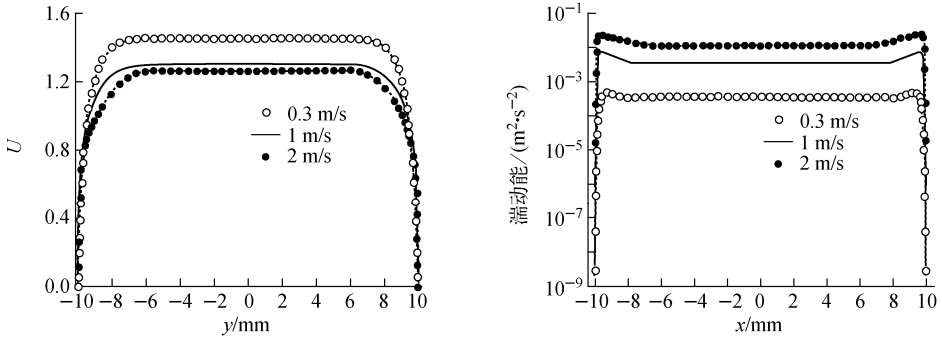 1.6
1.2
0.8
0.4
0.0
U
0.3 m/s
1 m/s
2 m/s
−10 −8 −6 −4 −2 0 2 4 6 8 10
y/mm
10⁻¹
10⁻³
10⁻⁵
10⁻⁷
10⁻⁹
湍动能/(m²•s⁻²)
0.3 m/s
1 m/s
2 m/s
−10 −8 −6 −4 −2 0 2 4 6 8 10
x/mm